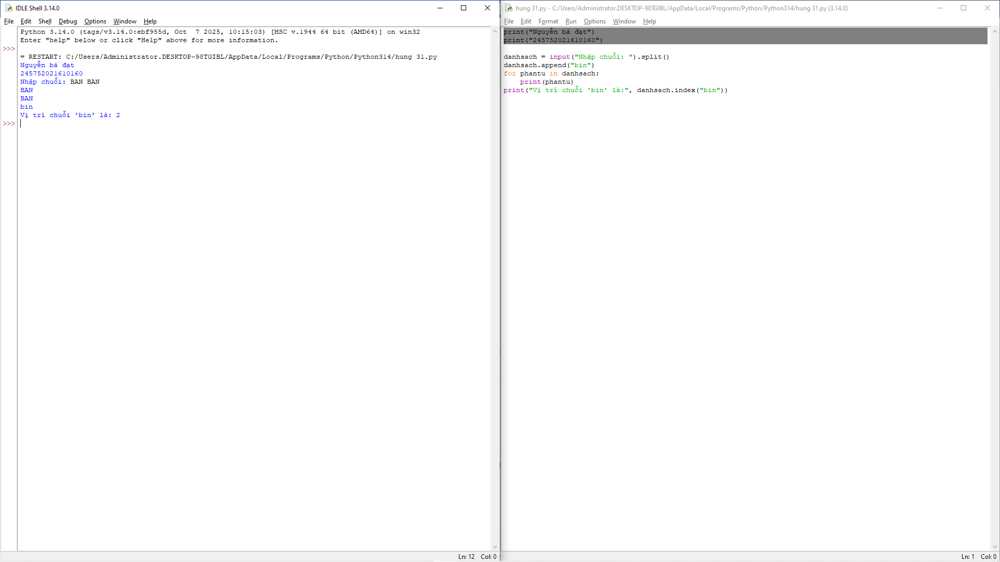 IDLE Shell 3.14.0
File Edit Shell Debug Options Window Help
Python 3.14.0 (tags/v3.14.0:ebf955d, Oct  7 2025, 10:15:03) [MSC v.1944 64 bit (AMD64)] on win32
Enter "help" below or click "Help" above for more information.
>>>
= RESTART: C:/Users/Administrator.DESKTOP-98TGIBL/AppData/Local/Programs/Python/Python314/hung 31.py
Nguyễn bá đạt
245752021610160
Nhập chuỗi: BAN BAN
BAN
BAN
bin
Vị trí chuỗi 'bin' là: 2
>>>
Ln: 12 Col: 0
hung 31.py - C:/Users/Administrator.DESKTOP-98TGIBL/AppData/Local/Programs/Python/Python314/hung 31.py (3.14.0)
File Edit Format Run Options Window Help
print("Nguyễn bá đạt")
print("245752021610160")
danhsach = input("Nhập chuỗi: ").split()
danhsach.append("bin")
for phantu in danhsach:
    print(phantu)
print("Vị trí chuỗi 'bin' là:", danhsach.index("bin"))
Ln: 1 Col: 0